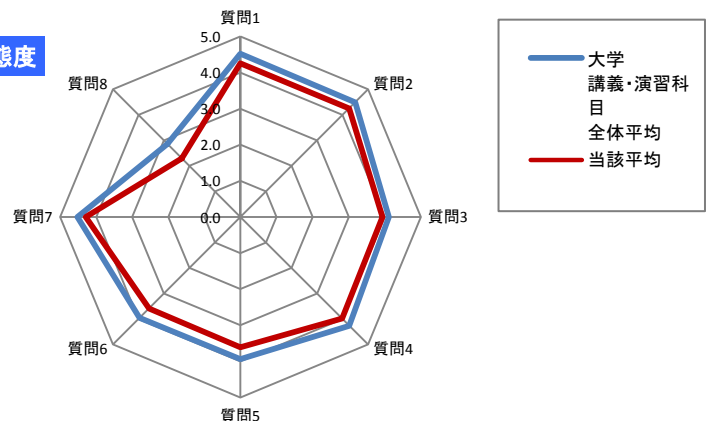 質問1
態度
質問8
5.0
4.0
質問2
3.0
2.0
1.0
質問7
0.0
質問3
質問6
質問4
質問5
大学
講義・演習科
目
全体平均
当該平均